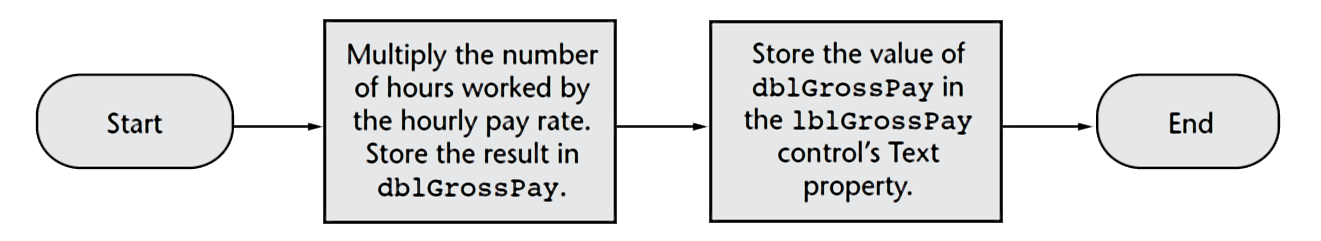 Start
Multiply the number
of hours worked by
the hourly pay rate.
Store the result in
dblGrossPay.
Store the value of
dblGrossPay in
the lblGrossPay
control's Text
property.
End